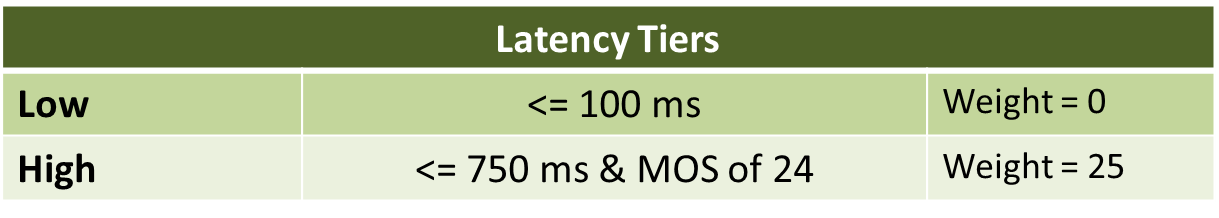 Latency Tiers
Low <= 100 ms Weight = 0
High <= 750 ms & MOS of 24 Weight = 25